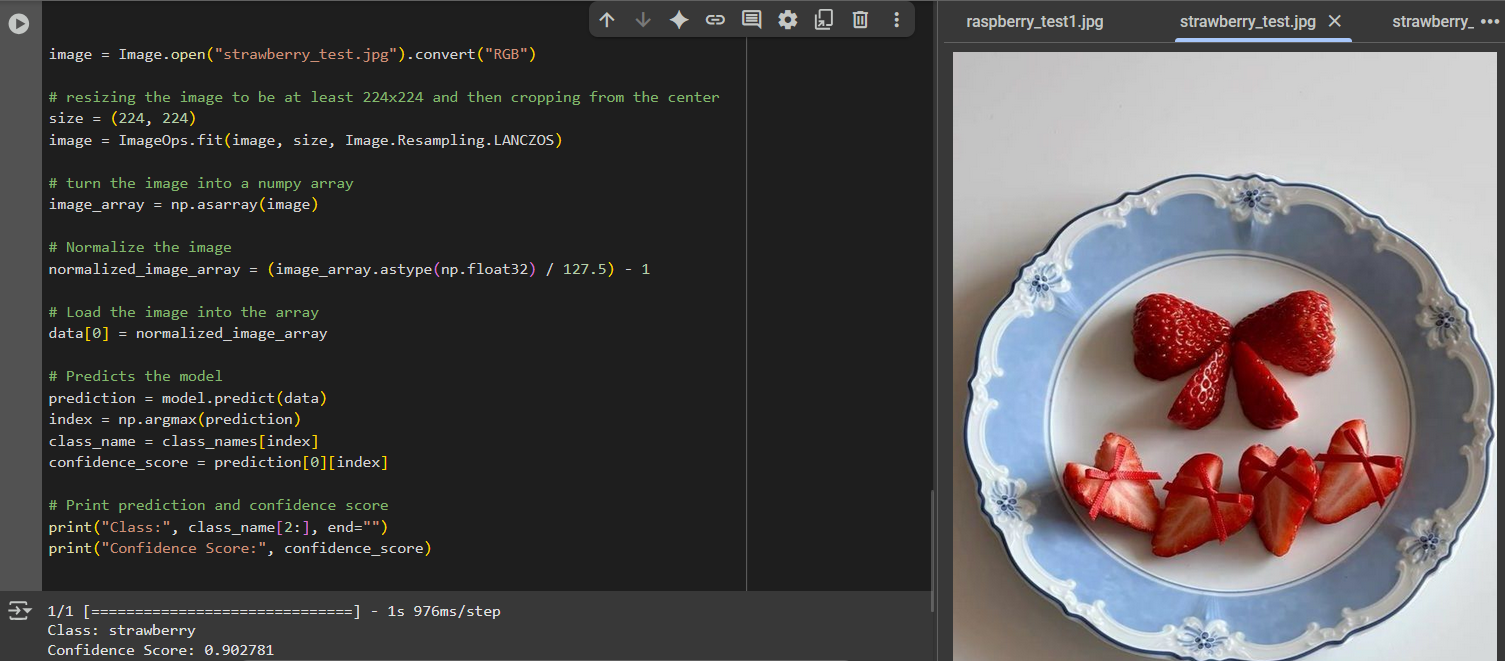 raspberry_test1.jpg
strawberry_test.jpg
strawberry_
image = Image.open("strawberry_test.jpg").convert("RGB")
# resizing the image to be at least 224x224 and then cropping from the center
size = (224, 224)
image = ImageOps.fit(image, size, Image.Resampling.LANCZOS)
# turn the image into a numpy array
image_array = np.asarray(image)
# Normalize the image
normalized_image_array = (image_array.astype(np.float32) / 127.5) - 1
# Load the image into the array
data[0] = normalized_image_array
# Predicts the model
prediction = model.predict(data)
index = np.argmax(prediction)
class_name = class_names[index]
confidence_score = prediction[0][index]
# Print prediction and confidence score
print("Class:", class_name[2:], end="")
print("Confidence Score:", confidence_score)
1/1 [==============================] - 1s 976ms/step
Class: strawberry
Confidence Score: 0.902781